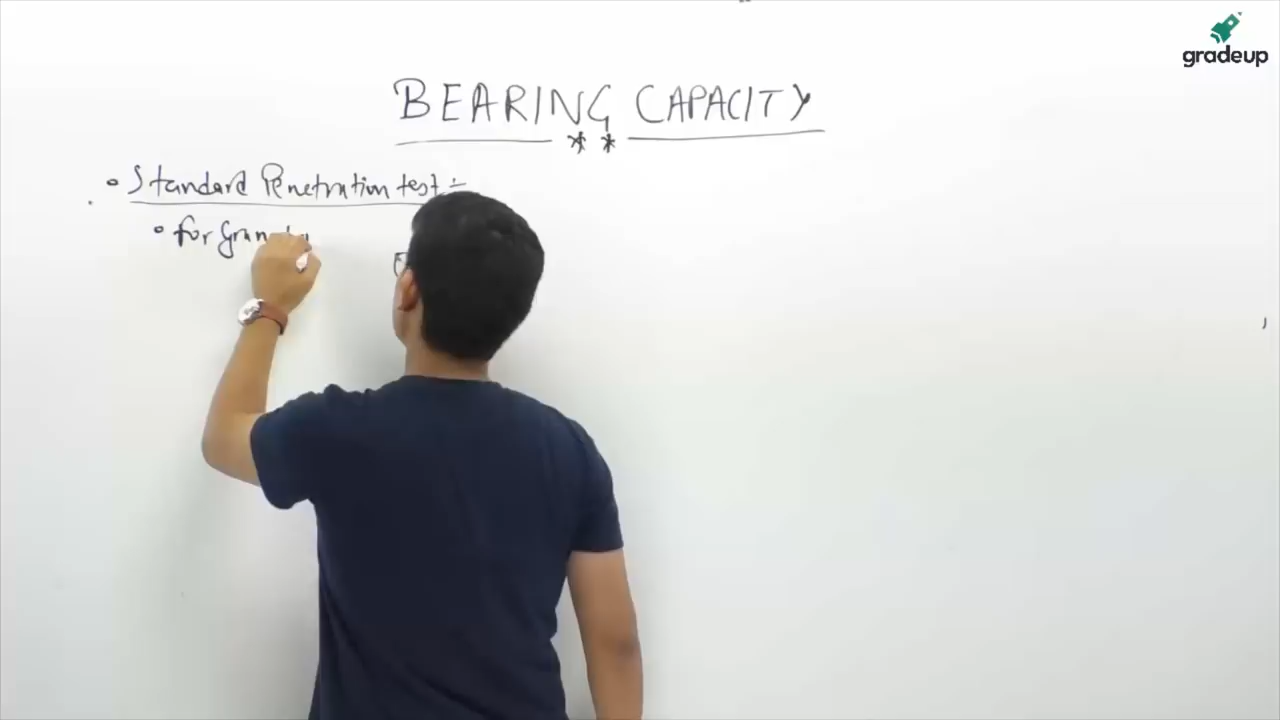 gradeup
BEARING CAPACITY
**
• Standard Penetration test :-
• for